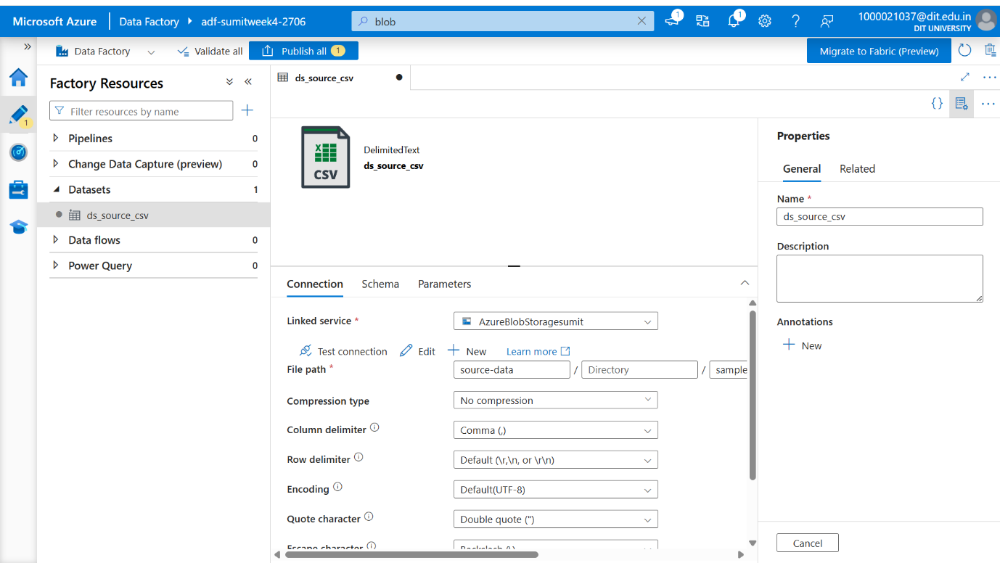 Microsoft Azure
Data Factory
adf-sumitweek4-2706
blob
1
1
1000021037@dit.edu.in
DIT UNIVERSITY
Data Factory
Validate all
Publish all 1
Migrate to Fabric (Preview)
1
Factory Resources
Filter resources by name
Pipelines 0
Change Data Capture (preview) 0
Datasets 1
ds_source_csv
Data flows 0
Power Query 0
ds_source_csv
CSV
DelimitedText
ds_source_csv
Connection Schema Parameters
Linked service * AzureBlobStoragesumit
Test connection Edit New Learn more
File path * source-data / Directory / sample
Compression type No compression
Column delimiter Comma (,)
Row delimiter Default (\r,\n, or \r\n)
Encoding Default(UTF-8)
Quote character Double quote (")
Escape character Backslash (\)
{}
Properties
General Related
Name *
ds_source_csv
Description
Annotations
New
Cancel